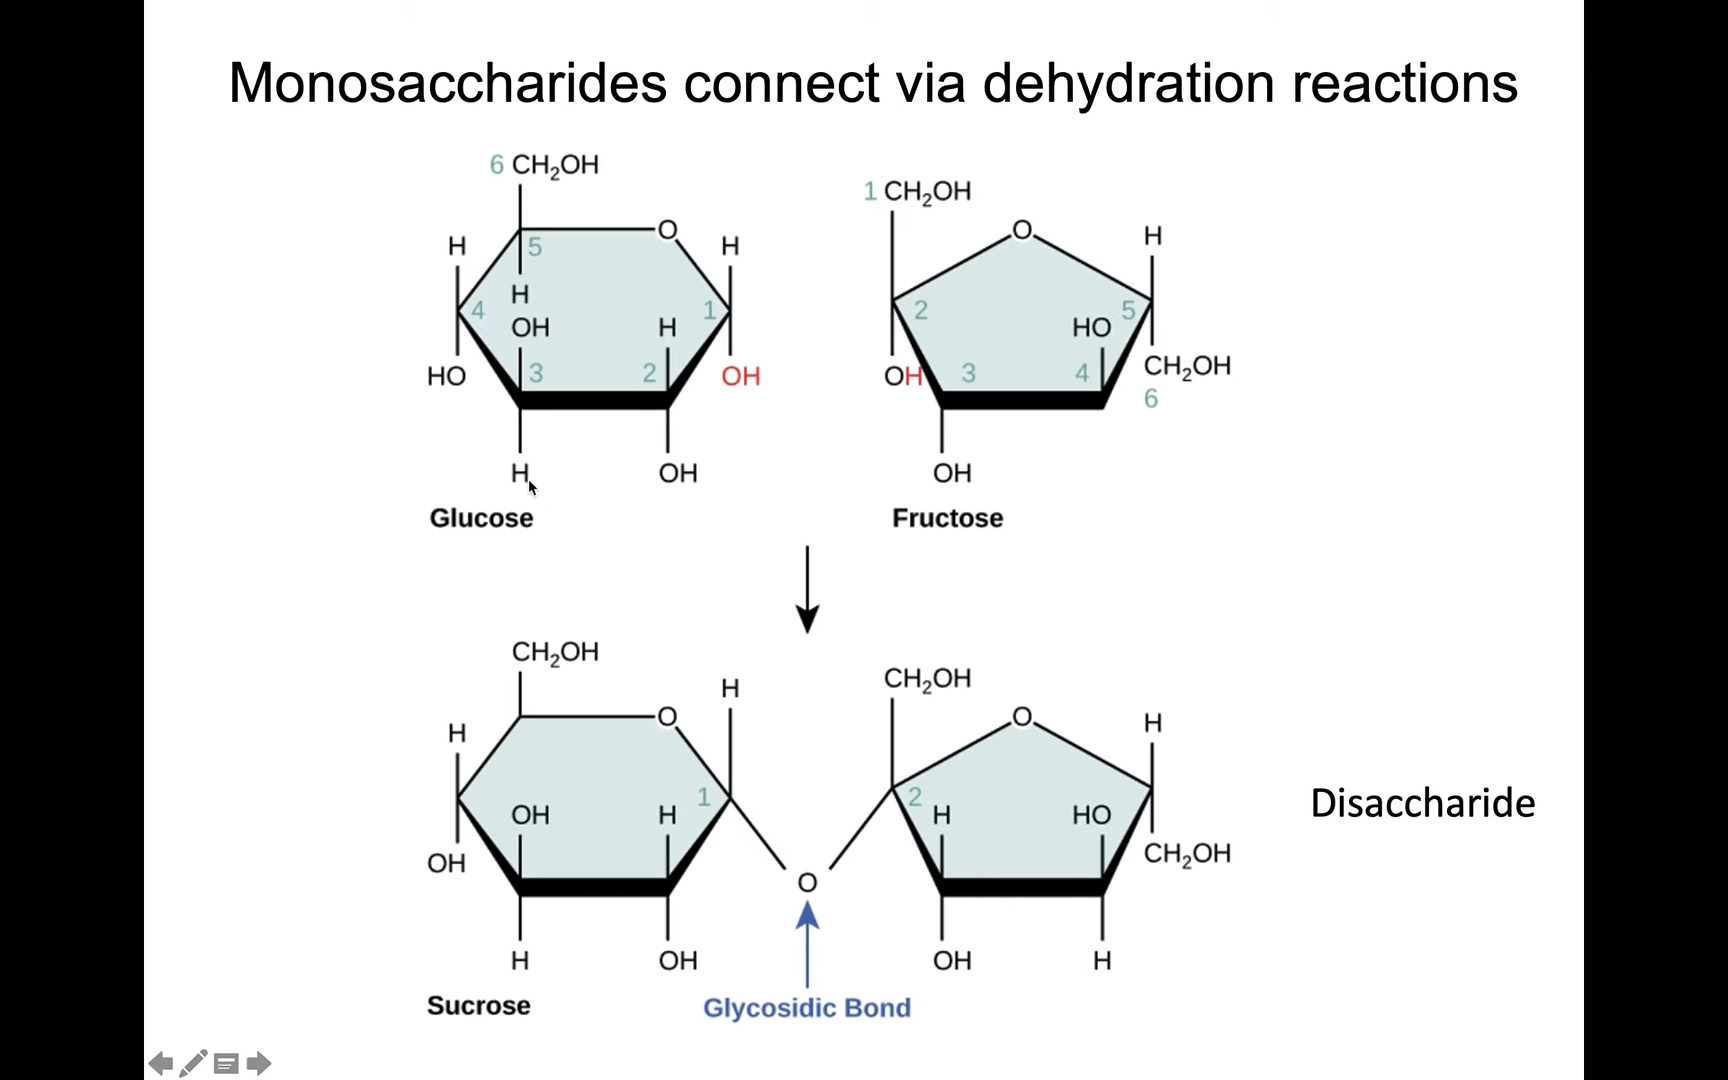 Monosaccharides connect via dehydration reactions
6 CH₂OH
1 CH₂OH
O
O
H
H
H
5
H
4
1
2
5
OH
H
HO
3
2
3
4
HO
OH
OH
CH₂OH
6
H
OH
OH
Glucose
Fructose
CH₂OH
CH₂OH
H
O
O
H
H
1
2
OH
H
H
HO
Disaccharide
OH
CH₂OH
O
H
OH
OH
H
Sucrose
Glycosidic Bond